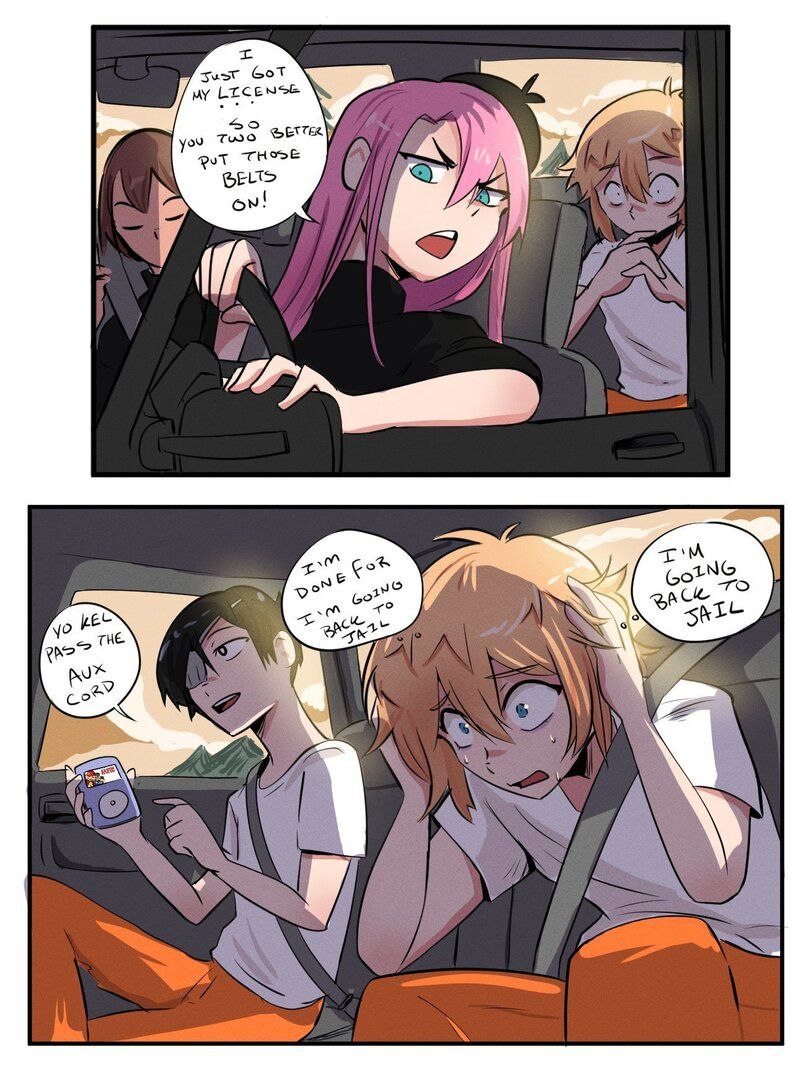 I
JUST GOT
MY LICENSE
...
SO
YOU TWO BETTER
PUT THOSE
BELTS
ON!
YO KEL
PASS THE
AUX
CORD
I'M
DONE FOR
I'M GOING
BACK TO
JAIL
I'M
GOING
BACK TO
JAIL